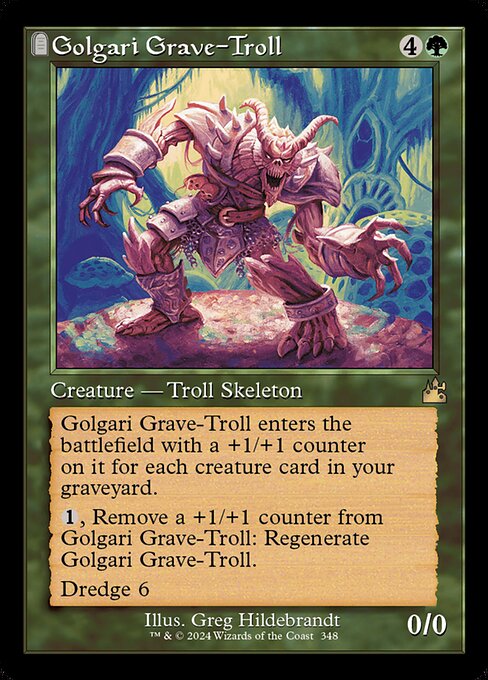 Golgari Grave-Troll 4
Creature — Troll Skeleton
Golgari Grave-Troll enters the
battlefield with a +1/+1 counter
on it for each creature card in your
graveyard.
1, Remove a +1/+1 counter from
Golgari Grave-Troll: Regenerate
Golgari Grave-Troll.
Dredge 6
Illus. Greg Hildebrandt
™ & © 2024 Wizards of the Coast 348
0/0